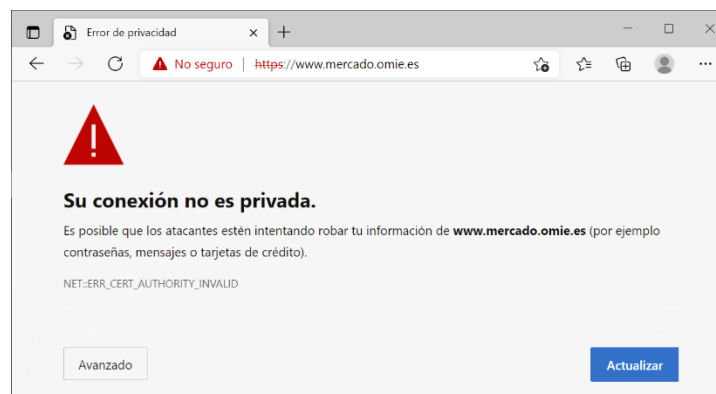 Error de privacidad
No seguro | https://www.mercado.omie.es
Su conexión no es privada.
Es posible que los atacantes estén intentando robar tu información de www.mercado.omie.es (por ejemplo
contraseñas, mensajes o tarjetas de crédito).
NET::ERR_CERT_AUTHORITY_INVALID
Avanzado
Actualizar